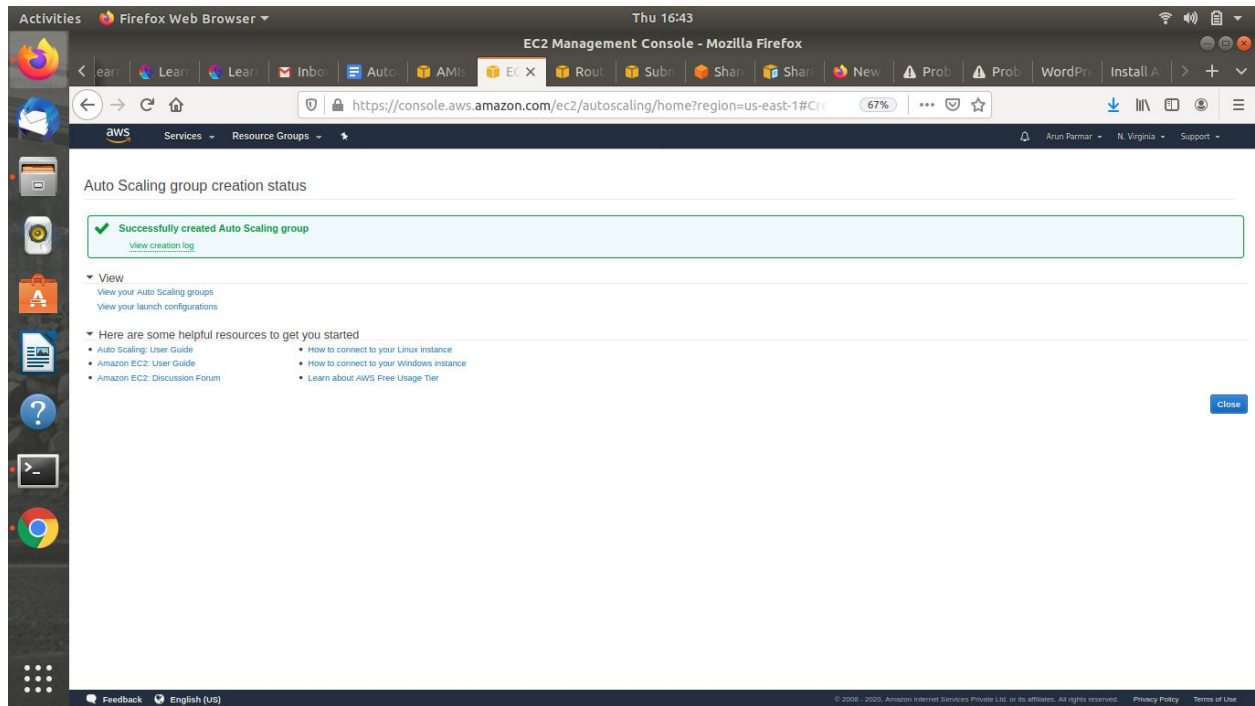 Activities Firefox Web Browser Thu 16:43
EC2 Management Console - Mozilla Firefox
earn Learn Learn Inbo Auto AMIs EC Rout Subn Shar Shar New Prob Prob WordPre Install A
https://console.aws.amazon.com/ec2/autoscaling/home?region=us-east-1#Cre 67%
aws Services Resource Groups Arun Parmar N. Virginia Support
Auto Scaling group creation status
Successfully created Auto Scaling group
View creation log
View
View your Auto Scaling groups
View your launch configurations
Here are some helpful resources to get you started
Auto Scaling: User Guide How to connect to your Linux instance
Amazon EC2: User Guide How to connect to your Windows instance
Amazon EC2: Discussion Forum Learn about AWS Free Usage Tier
Close
Feedback English (US) © 2008 - 2020, Amazon Internet Services Private Ltd. or its affiliates. All rights reserved. Privacy Policy Terms of Use